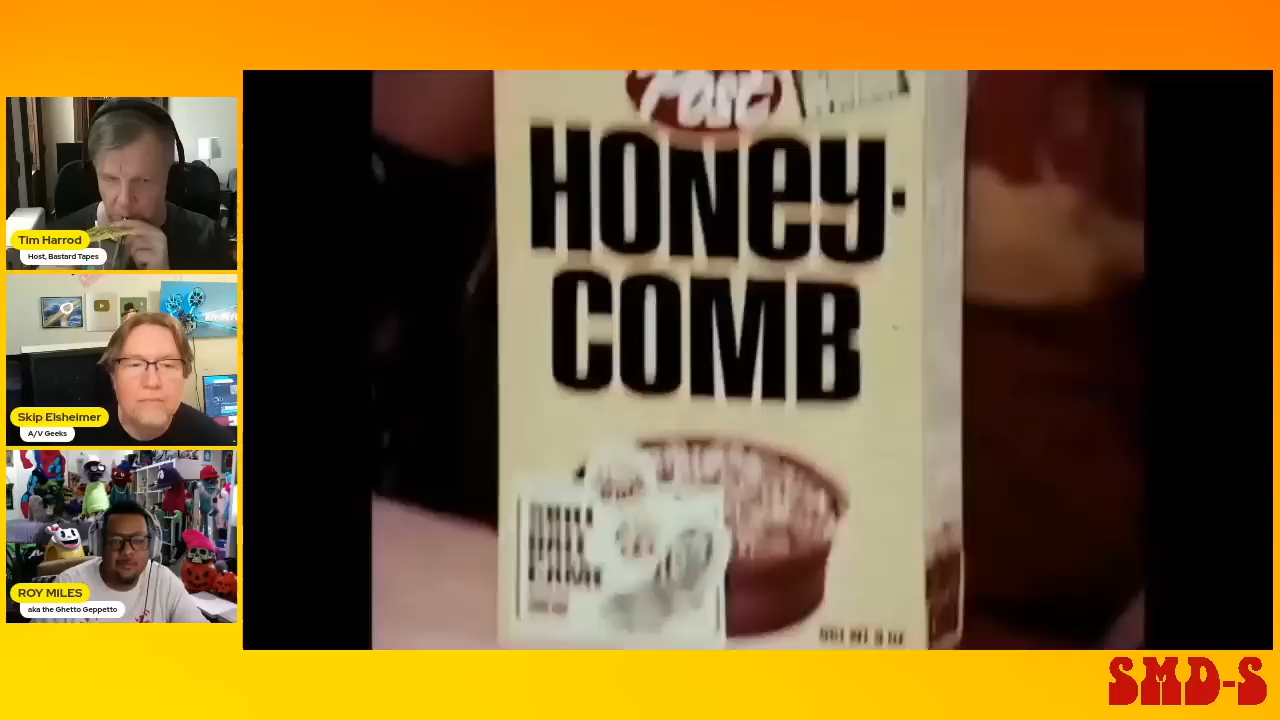 Tim Harrod
Host, Bastard Tapes
Skip Elsheimer
A/V Geeks
ROY MILES
aka the Ghetto Geppetto
Post
HONEY-
COMB
SMD-S